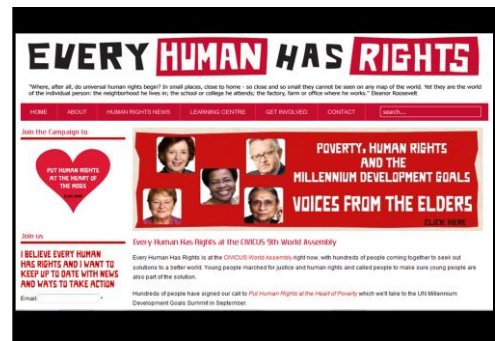 EVERY HUMAN HAS RIGHTS
"Where, after all, do universal human rights begin? In small places, close to home - so close and so small they cannot be seen on any map of the world. Yet they are the world
of the individual person: the neighborhood he lives in; the school or college he attends; the factory, farm or office where he works." Eleanor Roosevelt
HOME ABOUT HUMAN RIGHTS NEWS LEARNING CENTRE GET INVOLVED CONTACT search...
Join the Campaign to
PUT HUMAN RIGHTS
AT THE HEART OF
THE MDGS
CLICK HERE
POVERTY, HUMAN RIGHTS
AND THE
MILLENNIUM DEVELOPMENT GOALS
VOICES FROM THE ELDERS
CLICK HERE
Join us
I BELIEVE EVERY HUMAN
HAS RIGHTS AND I WANT TO
KEEP UP TO DATE WITH NEWS
AND WAYS TO TAKE ACTION
Email: *
Every Human Has Rights at the CIVICUS 9th World Assembly
Every Human Has Rights is at the CIVICUS World Assembly right now, with hundreds of people coming together to seek out
solutions to a better world. Young people marched for justice and human rights and called people to make sure young people are
also part of the solution.
Hundreds of people have signed our call to Put Human Rights at the Heart of Poverty which we'll take to the UN Millennium
Development Goals Summit in September.